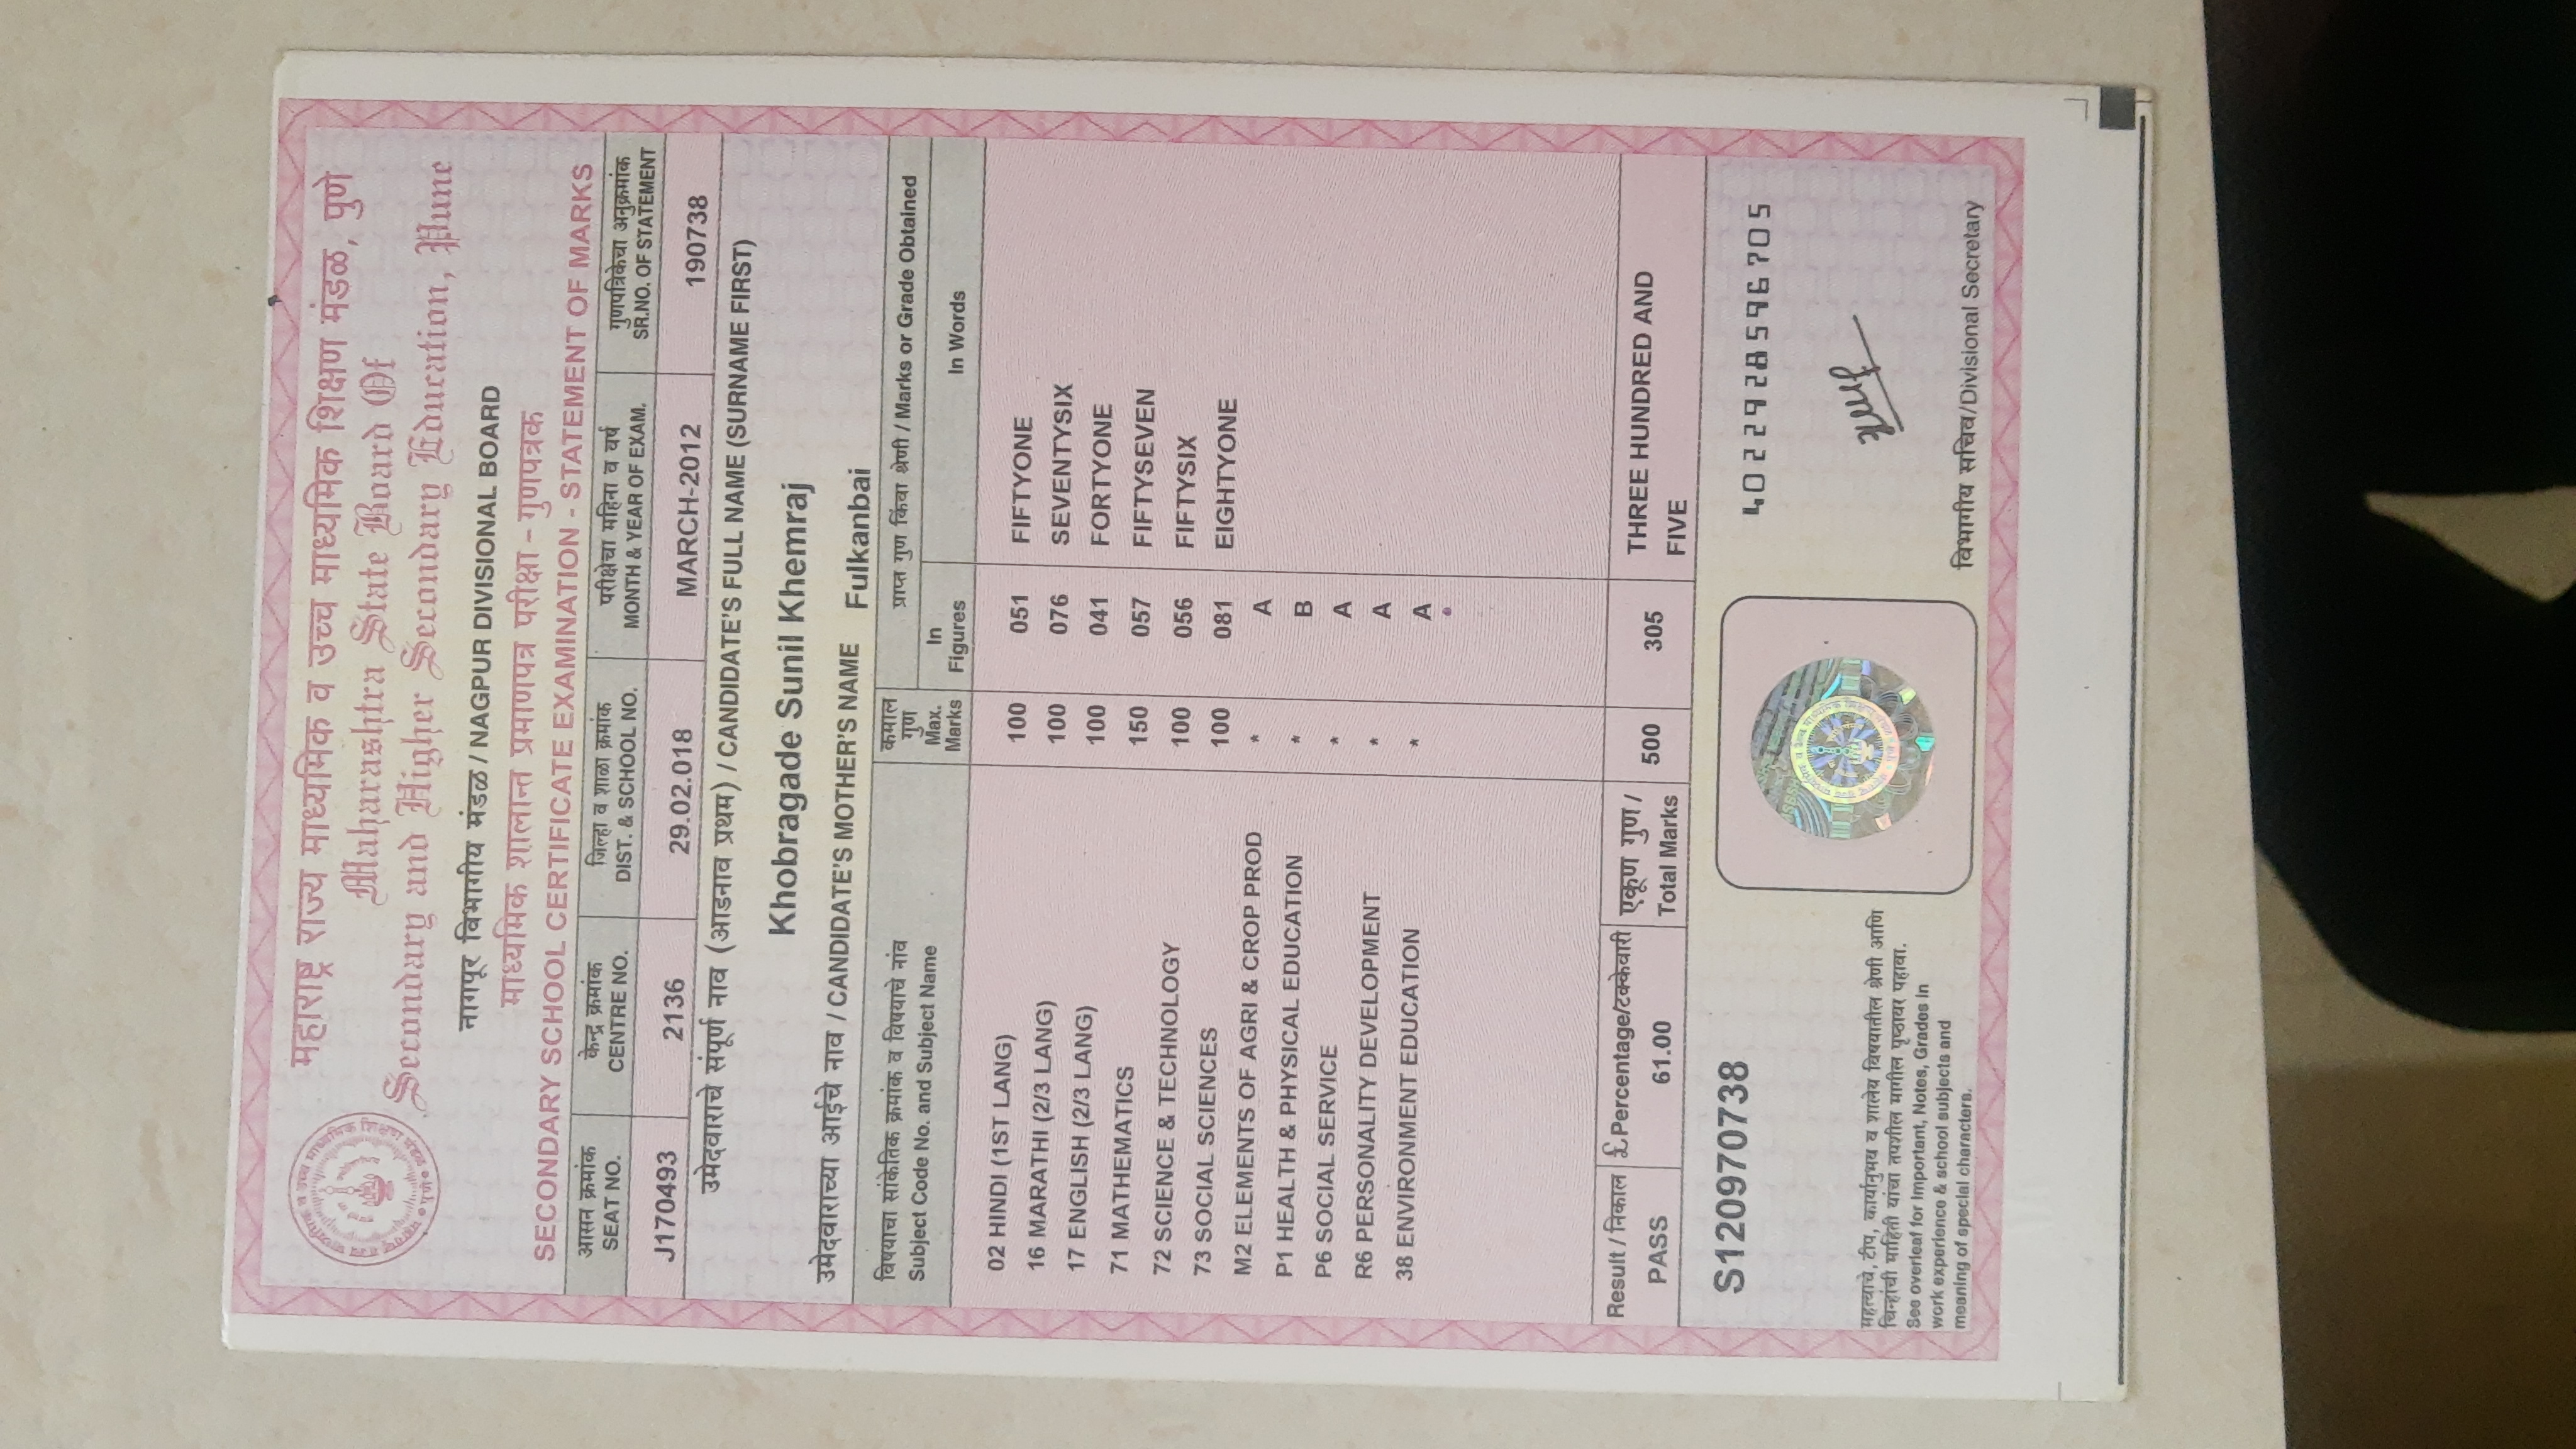 महाराष्ट्र राज्य माध्यमिक व उच्च माध्यमिक शिक्षण मंडळ, पुणे
Maharashtra State Board Of
Secondary and Higher Secondary Education, Pune
नागपूर विभागीय मंडळ / NAGPUR DIVISIONAL BOARD
माध्यमिक शालान्त प्रमाणपत्र परीक्षा - गुणपत्रक
SECONDARY SCHOOL CERTIFICATE EXAMINATION - STATEMENT OF MARKS
आसन क्रमांक केन्द्र क्रमांक जिल्हा व शाळा क्रमांक परीक्षेचा महिना व वर्ष गुणपत्रिकेचा अनुक्रमांक
SEAT NO. CENTRE NO. DIST. & SCHOOL NO. MONTH & YEAR OF EXAM. SR.NO. OF STATEMENT
J170493 2136 29.02.018 MARCH-2012 190738
उमेदवाराचे संपूर्ण नाव (आडनाव प्रथम) / CANDIDATE'S FULL NAME (SURNAME FIRST)
Khobragade Sunil Khemraj
उमेदवाराच्या आईचे नाव / CANDIDATE'S MOTHER'S NAME Fulkanbai
विषयाचा सांकेतिक क्रमांक व विषयाचे नांव कमाल गुण प्राप्त गुण किंवा श्रेणी / Marks or Grade Obtained
Subject Code No. and Subject Name Max. Marks In Figures In Words
02 HINDI (1ST LANG) 100 051 FIFTYONE
16 MARATHI (2/3 LANG) 100 076 SEVENTYSIX
17 ENGLISH (2/3 LANG) 100 041 FORTYONE
71 MATHEMATICS 150 057 FIFTYSEVEN
72 SCIENCE & TECHNOLOGY 100 056 FIFTYSIX
73 SOCIAL SCIENCES 100 081 EIGHTYONE
M2 ELEMENTS OF AGRI & CROP PROD * A
P1 HEALTH & PHYSICAL EDUCATION * B
P6 SOCIAL SERVICE * A
R6 PERSONALITY DEVELOPMENT * A
38 ENVIRONMENT EDUCATION * A
Result / निकाल £ Percentage/टक्केवारी एकूण गुण / 500 305 THREE HUNDRED AND
PASS 61.00 Total Marks FIVE
S120970738
4022928596705
महत्वाचे, टीप, कार्यानुभव व शालेय विषयातील श्रेणी आणि
चिन्हांची माहिती यांचा तपशील मागील पृष्ठावर पहावा.
See overleaf for Important, Notes, Grades in
work experience & school subjects and
meaning of special characters.
विभागीय सचिव/Divisional Secretary